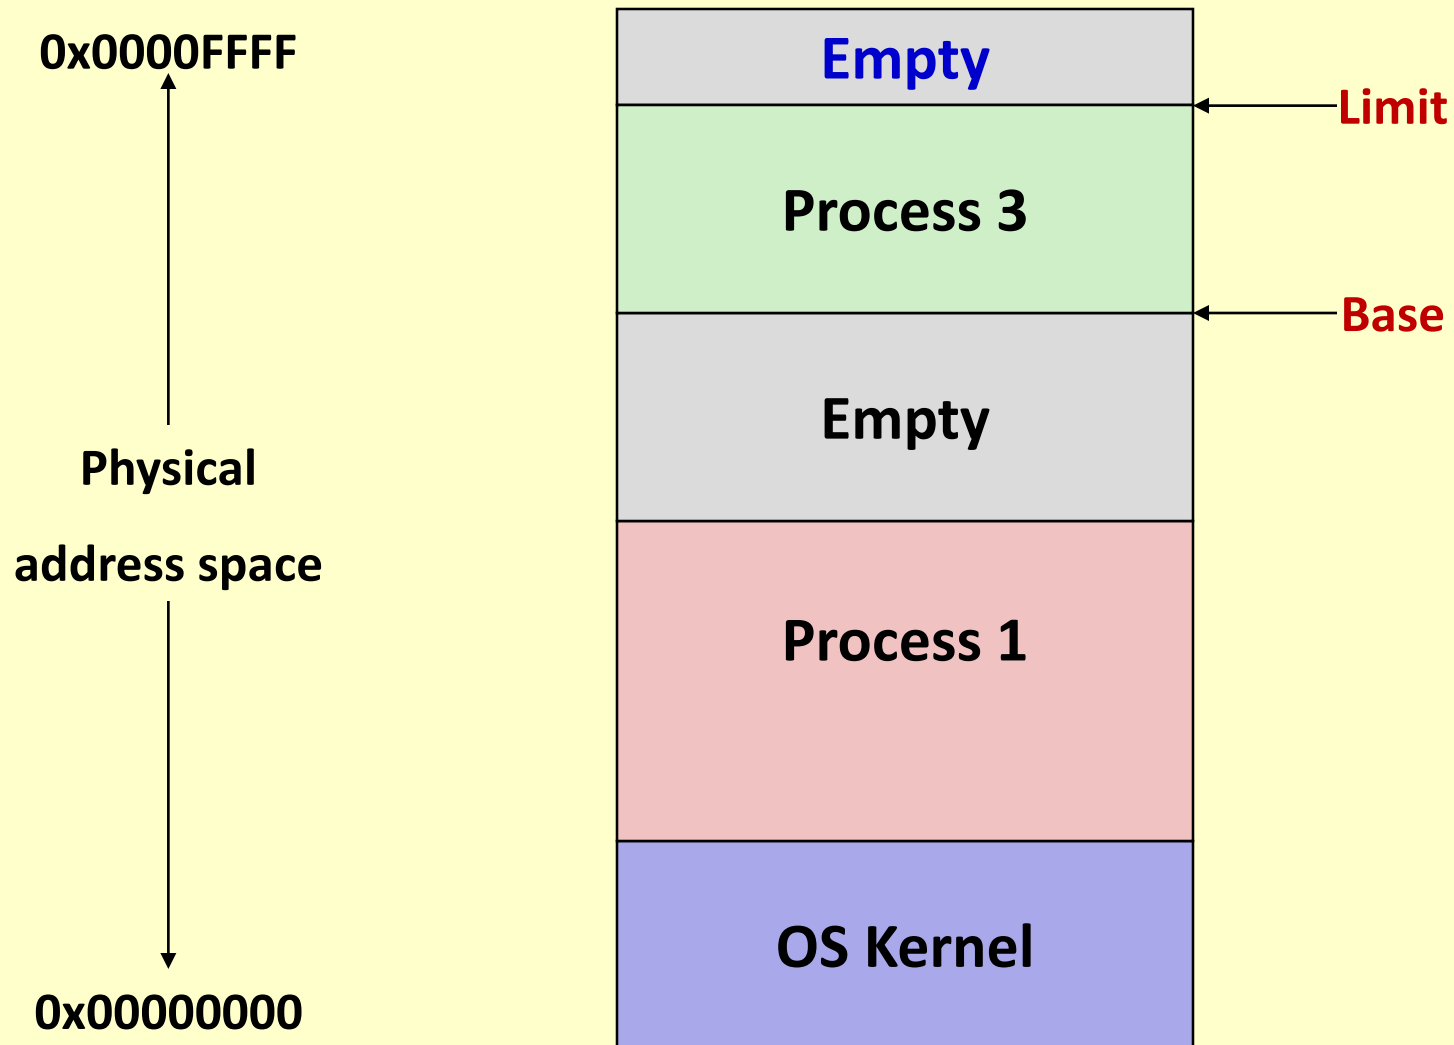 0x0000FFFF
Empty
Limit
Process 3
Base
Empty
Physical
address space
Process 1
OS Kernel
0x00000000